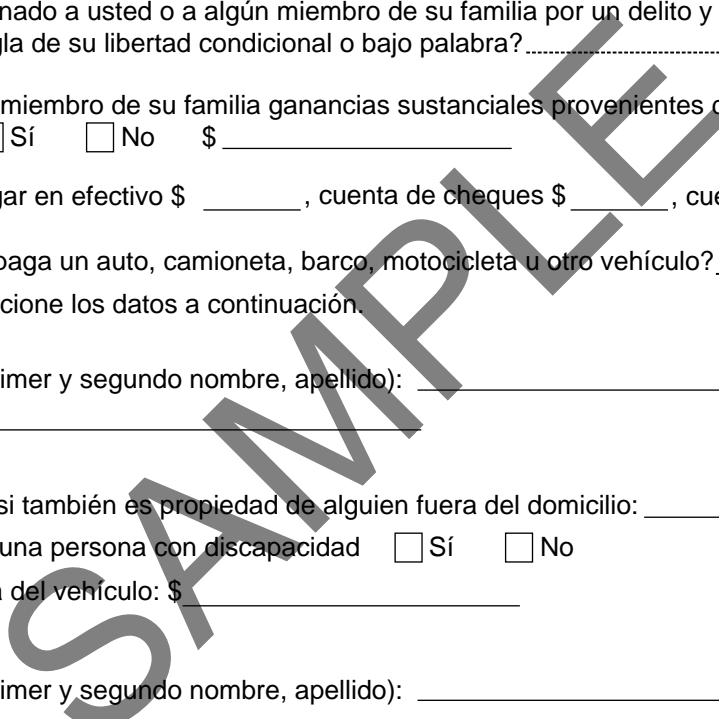 nado a usted o a algún miembro de su familia por un delito y
gla de su libertad condicional o bajo palabra?
miembro de su familia ganancias sustanciales provenientes
Sí No $
gar en efectivo $ , cuenta de cheques $ , cue
paga un auto, camioneta, barco, motocicleta u otro vehículo?
cione los datos a continuación.
imer y segundo nombre, apellido):
si también es propiedad de alguien fuera del domicilio:
una persona con discapacidad Sí No
a del vehículo: $
imer y segundo nombre, apellido):
SAMPLE